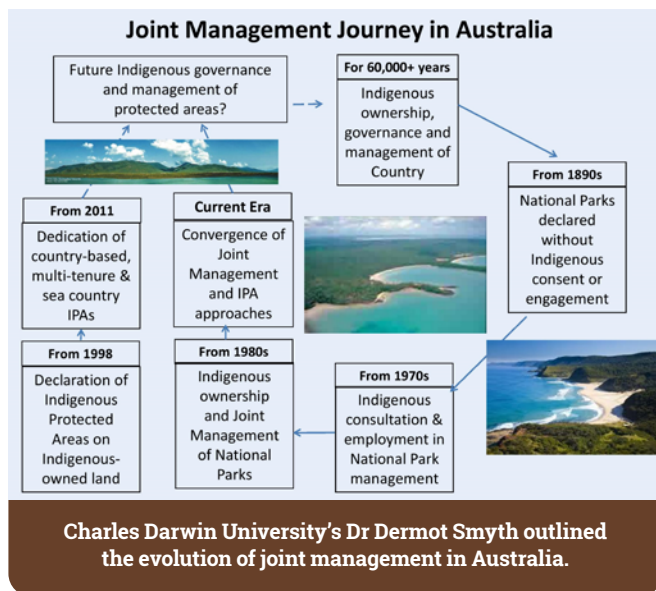 Joint Management Journey in Australia
Future Indigenous governance
and management of
protected areas?
For 60,000+ years
Indigenous
ownership,
governance and
management of
Country
From 1890s
National Parks
declared
without
Indigenous
consent or
engagement
From 1970s
Indigenous
consultation &
employment in
National Park
management
From 1980s
Indigenous
ownership
and Joint
Management
of National
Parks
Current Era
Convergence of
Joint
Management
and IPA
approaches
From 1998
Declaration of
Indigenous
Protected
Areas on
Indigenous-
owned land
From 2011
Dedication of
country-based,
multi-tenure &
sea country
IPAs
Charles Darwin University’s Dr Dermot Smyth outlined
the evolution of joint management in Australia.